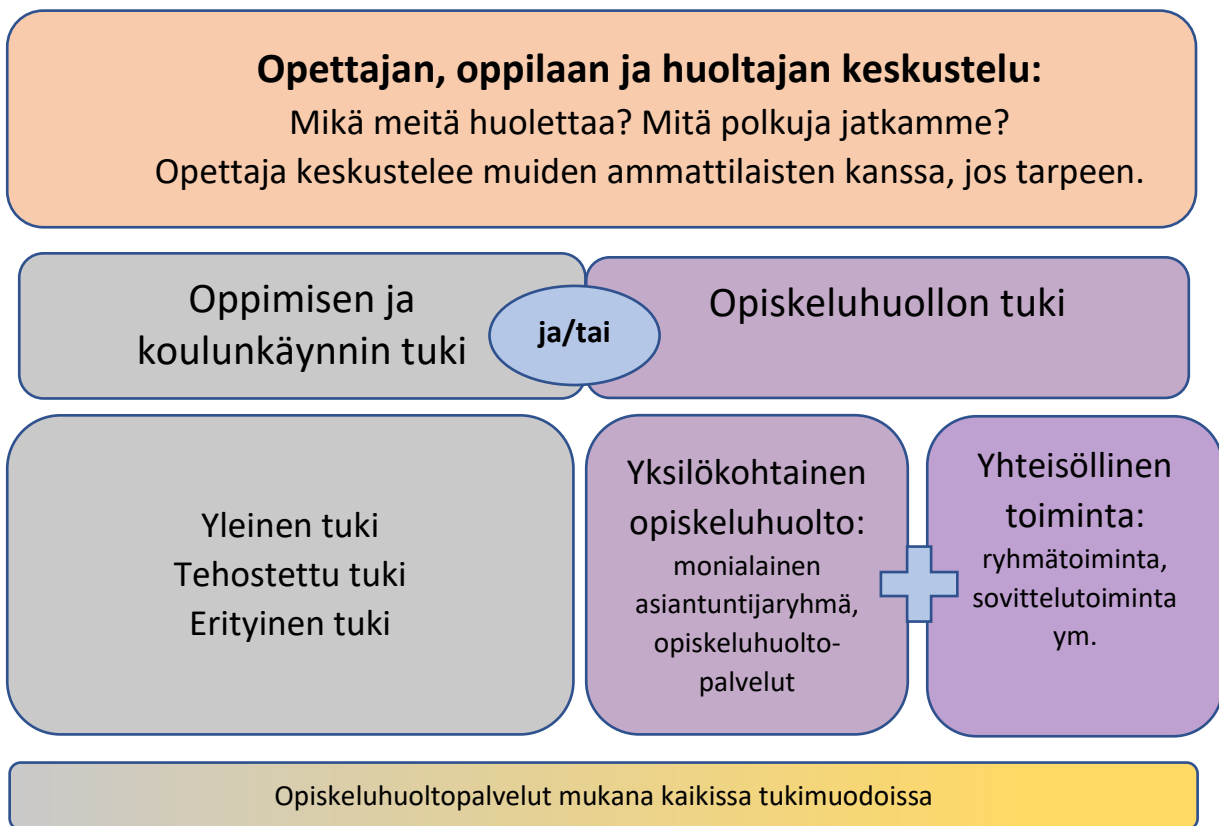 Opettajan, oppilaan ja huoltajan keskustelu:
Mikä meitä huolettaa? Mitä polkuja jatkamme?
Opettaja keskustelee muiden ammattilaisten kanssa, jos tarpeen.
Oppimisen ja
koulunkäynnin tuki
ja/tai
Opiskeluhuollon tuki
Yleinen tuki
Tehostettu tuki
Erityinen tuki
Yksilökohtainen
opiskeluhuolto:
monialainen
asiantuntijaryhmä,
opiskeluhuolto-
palvelut
Yhteisöllinen
toiminta:
ryhmätoiminta,
sovittelutoiminta
ym.
Opiskeluhuoltopalvelut mukana kaikissa tukimuodoissa